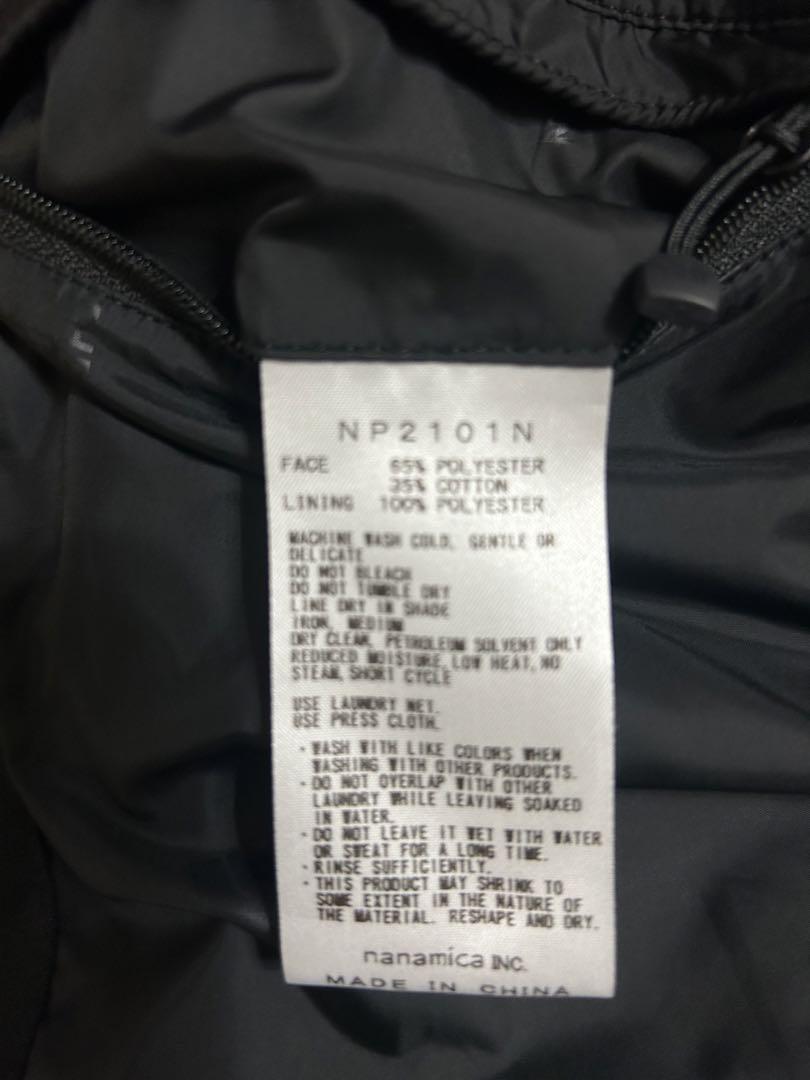 NP2101N
FACE 65% POLYESTER
35% COTTON
LINING 100% POLYESTER
MACHINE WASH COLD, GENTLE OR
DELICATE
DO NOT BLEACH
DO NOT TUMBLE DRY
LINE DRY IN SHADE
IRON, MEDIUM
DRY CLEAN, PETROLEUM SOLVENT ONLY
REDUCED MOISTURE, LOW HEAT, NO
STEAM, SHORT CYCLE
USE LAUNDRY NET.
USE PRESS CLOTH.
・WASH WITH LIKE COLORS WHEN
WASHING WITH OTHER PRODUCTS.
・DO NOT OVERLAP WITH OTHER
LAUNDRY WHILE LEAVING SOAKED
IN WATER.
・DO NOT LEAVE IT WET WITH WATER
OR SWEAT FOR A LONG TIME.
・RINSE SUFFICIENTLY.
・THIS PRODUCT MAY SHRINK TO
SOME EXTENT IN THE NATURE OF
THE MATERIAL. RESHAPE AND DRY.
nanamica INC.
MADE IN CHINA